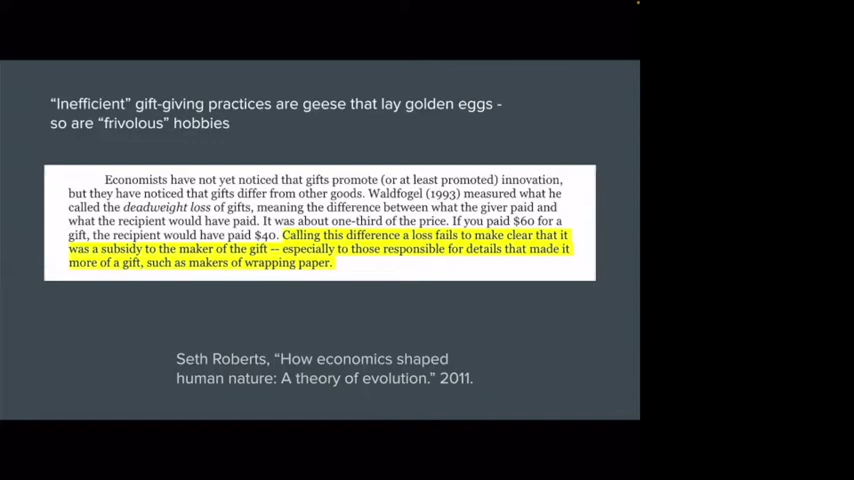 “Inefficient” gift-giving practices are geese that lay golden eggs -
so are “frivolous” hobbies
Economists have not yet noticed that gifts promote (or at least promoted) innovation,
but they have noticed that gifts differ from other goods. Waldfogel (1993) measured what he
called the deadweight loss of gifts, meaning the difference between what the giver paid and
what the recipient would have paid. It was about one-third of the price. If you paid $60 for a
gift, the recipient would have paid $40. Calling this difference a loss fails to make clear that it
was a subsidy to the maker of the gift -- especially to those responsible for details that made it
more of a gift, such as makers of wrapping paper.
Seth Roberts, “How economics shaped
human nature: A theory of evolution.” 2011.